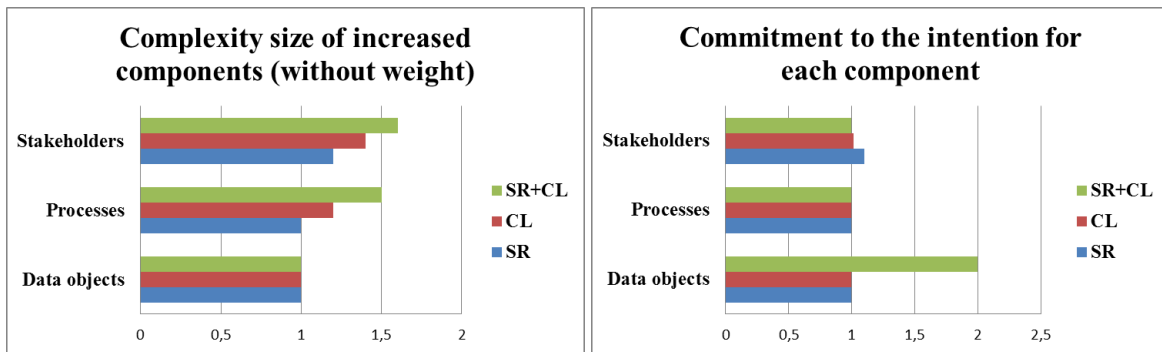 Complexity size of increased
components (without weight)
Stakeholders
Processes
Data objects
SR+CL
CL
SR
0 0,5 1 1,5 2
Commitment to the intention for
each component
Stakeholders
Processes
Data objects
SR+CL
CL
SR
0 0,5 1 1,5 2 2,5